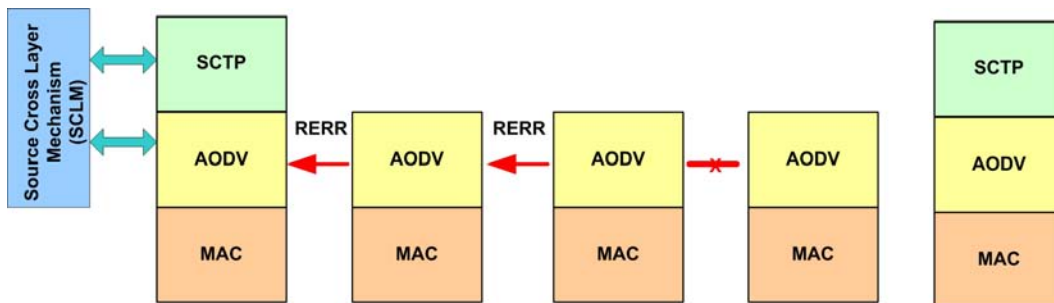 Source Cross Layer
Mechanism
(SCLM)
SCTP
SCTP
RERR
RERR
AODV
AODV
AODV
AODV
AODV
X
MAC
MAC
MAC
MAC
MAC